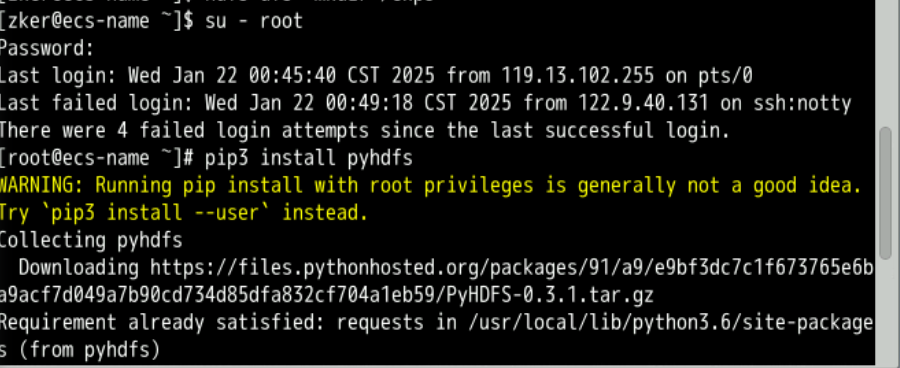 [zker@ecs-name ~]$ su - root
Password:
Last login: Wed Jan 22 00:45:40 CST 2025 from 119.13.102.255 on pts/0
Last failed login: Wed Jan 22 00:49:18 CST 2025 from 122.9.40.131 on ssh:notty
There were 4 failed login attempts since the last successful login.
[root@ecs-name ~]# pip3 install pyhdfs
WARNING: Running pip install with root privileges is generally not a good idea.
Try `pip3 install --user` instead.
Collecting pyhdfs
  Downloading https://files.pythonhosted.org/packages/91/a9/e9bf3dc7c1f673765e6b
a9acf7d049a7b90cd734d85dfa832cf704a1eb59/PyHDFS-0.3.1.tar.gz
Requirement already satisfied: requests in /usr/local/lib/python3.6/site-package
s (from pyhdfs)